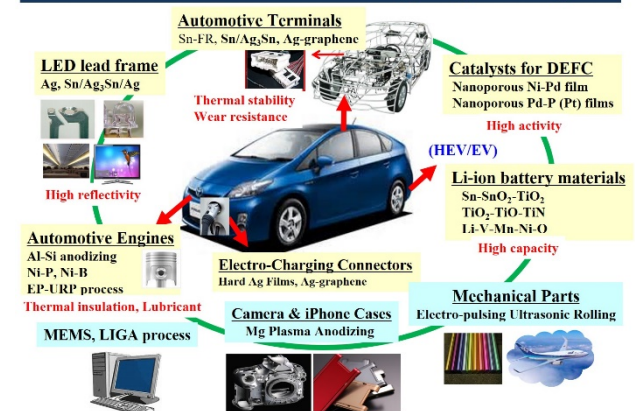 Automotive Terminals
Sn-FR, Sn/Ag₃Sn, Ag-graphene
Thermal stability
Wear resistance
LED lead frame
Ag, Sn/Ag₃Sn/Ag
High reflectivity
Catalysts for DEFC
Nanoporous Ni-Pd film
Nanoporous Pd-P (Pt) films
High activity
(HEV/EV)
Li-ion battery materials
Sn-SnO₂-TiO₂
TiO₂-TiO-TiN
Li-V-Mn-Ni-O
High capacity
Automotive Engines
Al-Si anodizing
Ni-P, Ni-B
EP-URP process
Thermal insulation, Lubricant
Electro-Charging Connectors
Hard Ag Films, Ag-graphene
Mechanical Parts
Electro-pulsing Ultrasonic Rolling
Camera & iPhone Cases
Mg Plasma Anodizing
MEMS, LIGA process